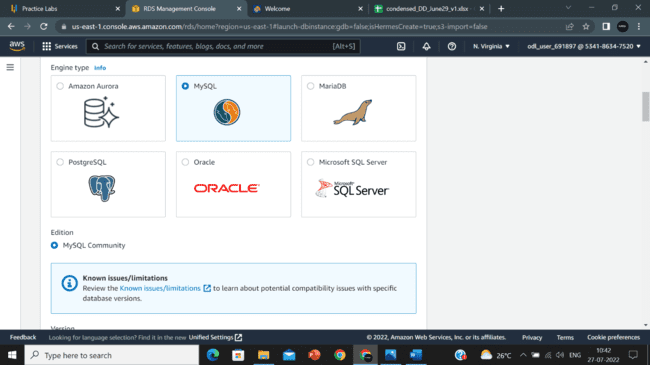 Practice Labs
RDS Management Console
Welcome
condensed_DD_June29_v1.xlsx
us-east-1.console.aws.amazon.com/rds/home?region=us-east-1#launch-dbinstance:gdb=false;isHermesCreate=true;s3-import=false
aws
Services
Search for services, features, blogs, docs, and more
[Alt+S]
N. Virginia
odl_user_691897 @ 5341-8634-7520
Engine type Info
Amazon Aurora
MySQL
MariaDB
PostgreSQL
Oracle
Microsoft SQL Server
ORACLE
Microsoft
SQL Server
Edition
MySQL Community
Known issues/limitations
Review the Known issues/limitations to learn about potential compatibility issues with specific
database versions.
Version
Feedback
Looking for language selection? Find it in the new Unified Settings
© 2022, Amazon Web Services, Inc. or its affiliates.
Privacy
Terms
Cookie preferences
Type here to search
26°C
ENG
10:42
27-07-2022